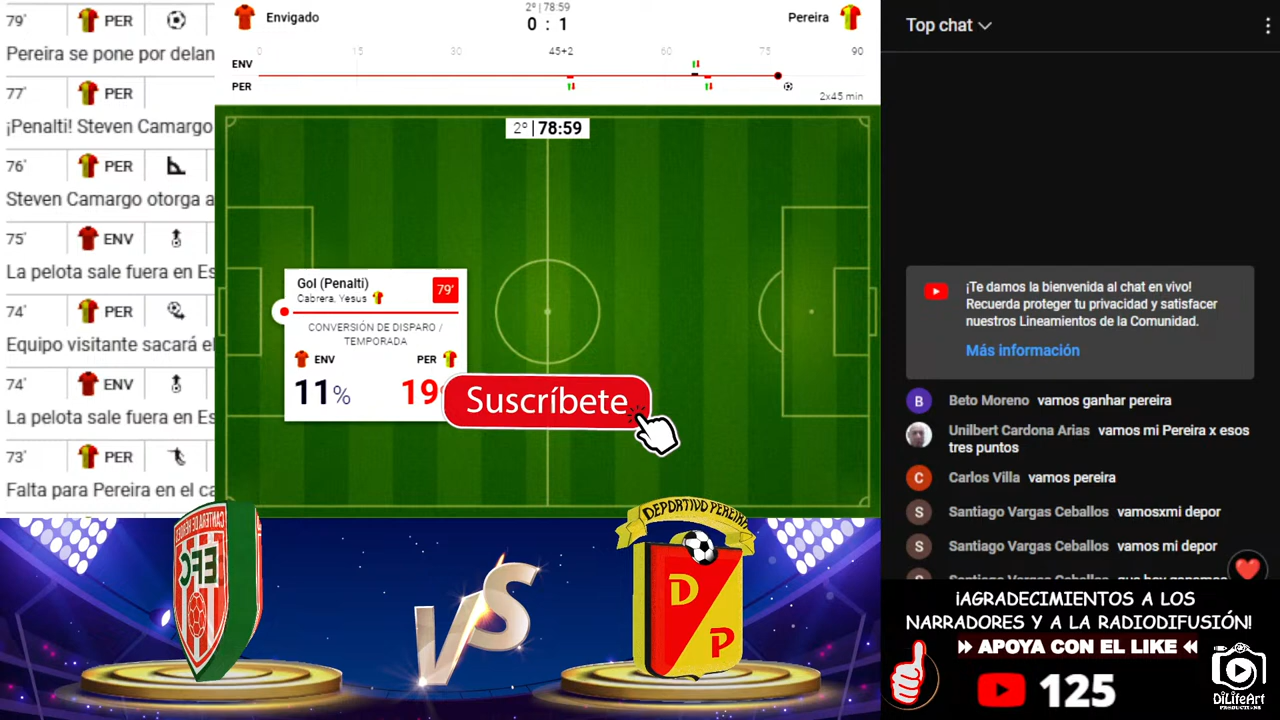 79' PER
Pereira se pone por delan
77' PER
¡Penalti! Steven Camargo
76' PER
Steven Camargo otorga a
75' ENV
La pelota sale fuera en Es
74' PER
Equipo visitante sacará el
74' ENV
La pelota sale fuera en Es
73' PER
Falta para Pereira en el ca
Envigado
2º | 78:59
0 : 1
Pereira
0 15 30 45+2 60 75 90
ENV
PER
2x45 min
2º | 78:59
Gol (Penalti)
Cabrera, Yesus
79'
CONVERSIÓN DE DISPARO /
TEMPORADA
ENV PER
11% 19
Suscríbete
CANTERA DE HEROES
EFC
VS
DEPORTIVO PEREIRA
D
P
Top chat
¡Te damos la bienvenida al chat en vivo!
Recuerda proteger tu privacidad y satisfacer
nuestros Lineamientos de la Comunidad.
Más información
B Beto Moreno vamos ganhar pereira
Unilbert Cardona Arias vamos mi Pereira x esos
tres puntos
C Carlos Villa vamos pereira
S Santiago Vargas Ceballos vamosxmi depor
S Santiago Vargas Ceballos vamos mi depor
¡AGRADECIMIENTOS A LOS
NARRADORES Y A LA RADIODIFUSIÓN!
APOYA CON EL LIKE
125
DiLifeArt
PRODUCTIONS